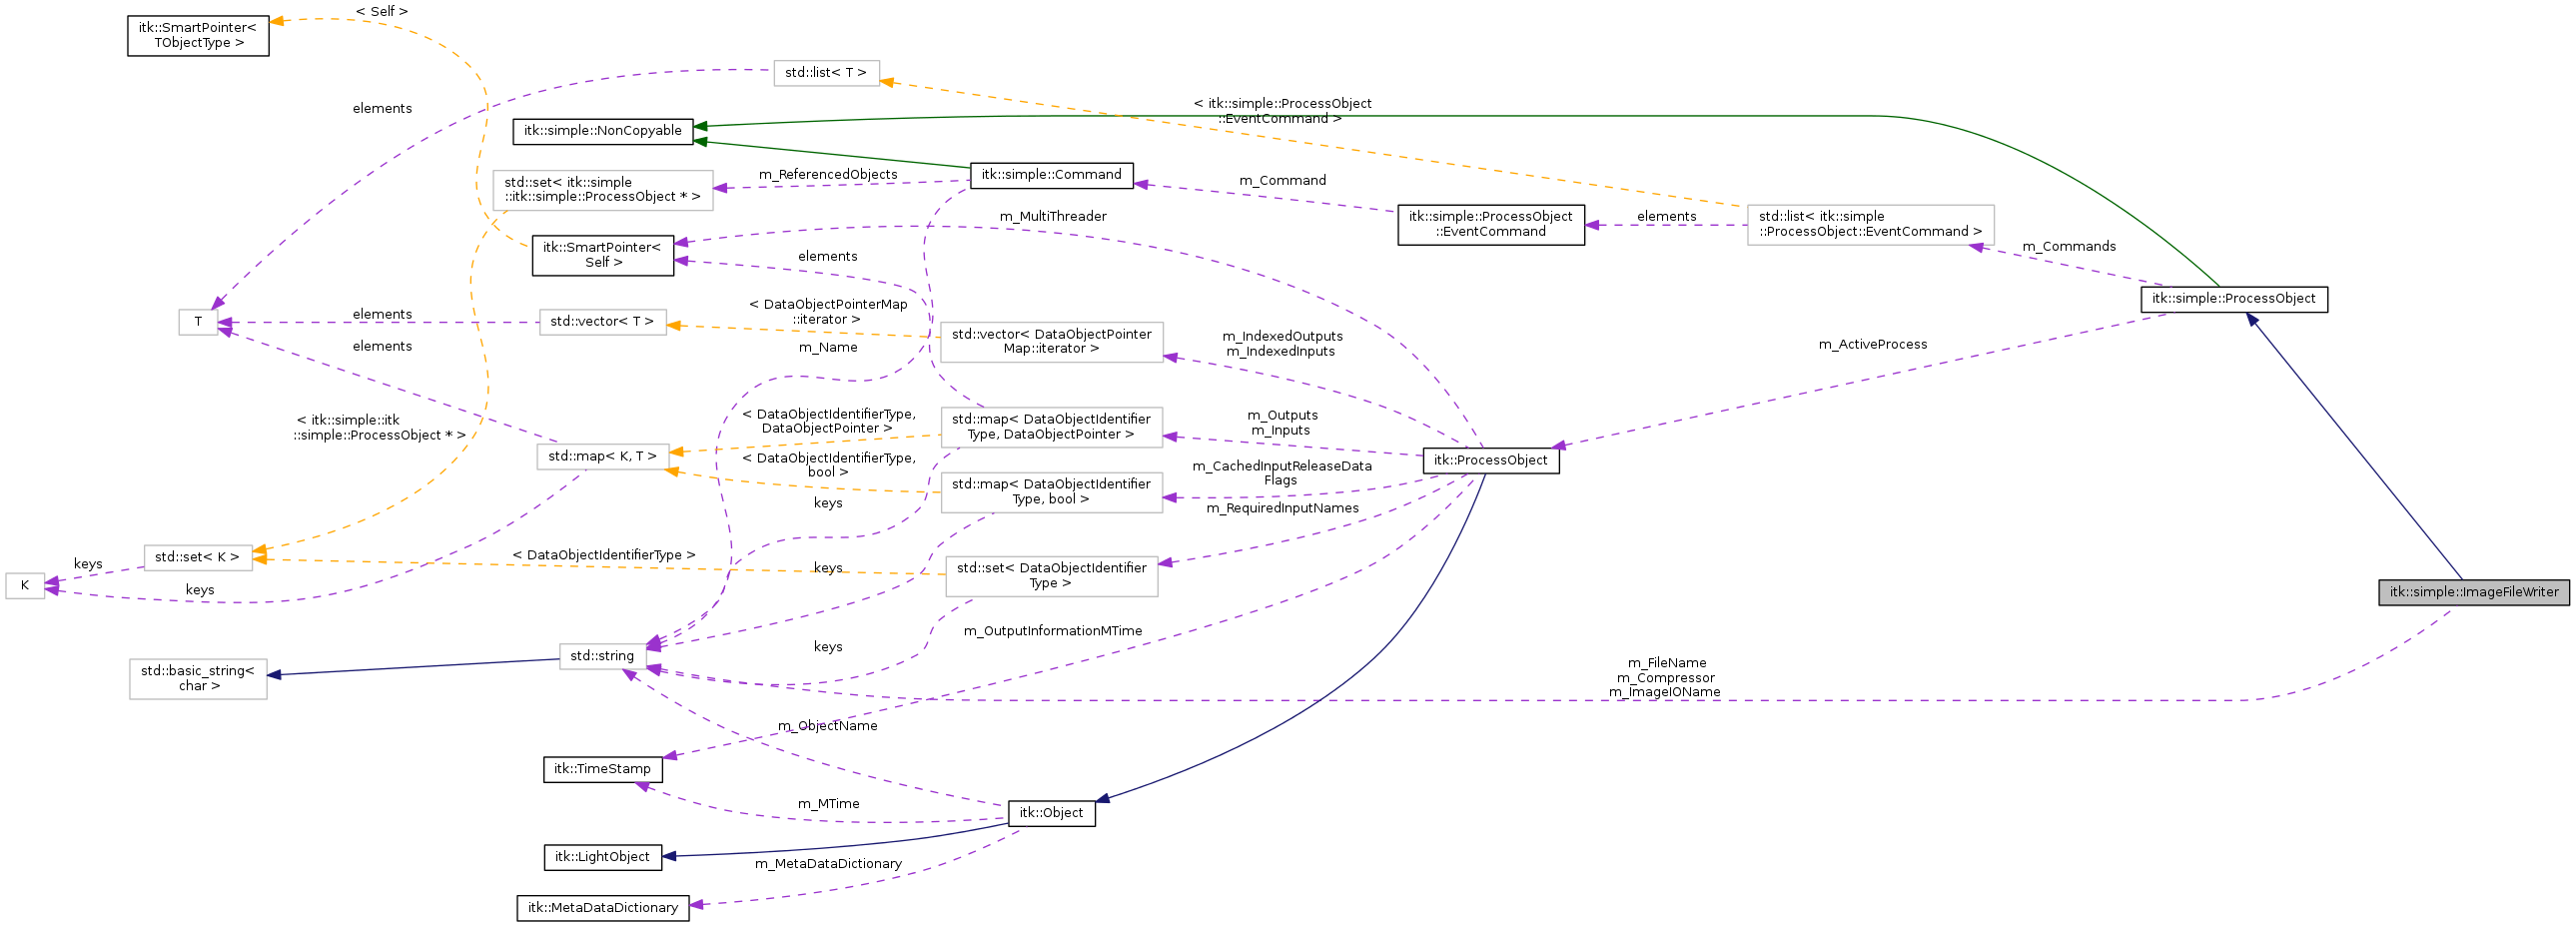 < Self >
itk::SmartPointer<
TObjectType >
std::list< T >
elements
< itk::simple::ProcessObject
::EventCommand >
itk::simple::NonCopyable
itk::simple::Command
m_ReferencedObjects
std::set< itk::simple
::itk::simple::ProcessObject * >
m_Command
m_MultiThreader
itk::simple::ProcessObject
::EventCommand
elements
std::list< itk::simple
::ProcessObject::EventCommand >
m_Commands
itk::SmartPointer<
Self >
elements
itk::simple::ProcessObject
T
elements
std::vector< T >
< DataObjectPointerMap
::iterator >
std::vector< DataObjectPointer
Map::iterator >
m_IndexedOutputs
m_IndexedInputs
m_ActiveProcess
elements
m_Name
< itk::simple::itk
::simple::ProcessObject * >
< DataObjectIdentifierType,
DataObjectPointer >
std::map< DataObjectIdentifier
Type, DataObjectPointer >
m_Outputs
m_Inputs
std::map< K, T >
< DataObjectIdentifierType,
bool >
itk::ProcessObject
m_CachedInputReleaseData
Flags
std::map< DataObjectIdentifier
Type, bool >
keys
m_RequiredInputNames
std::set< K >
< DataObjectIdentifierType >
keys
keys
std::set< DataObjectIdentifier
Type >
K
keys
itk::simple::ImageFileWriter
m_OutputInformationMTime
keys
std::string
std::basic_string<
char >
m_FileName
m_Compressor
m_ImageIOName
m_ObjectName
itk::TimeStamp
m_MTime
itk::Object
itk::LightObject
m_MetaDataDictionary
itk::MetaDataDictionary